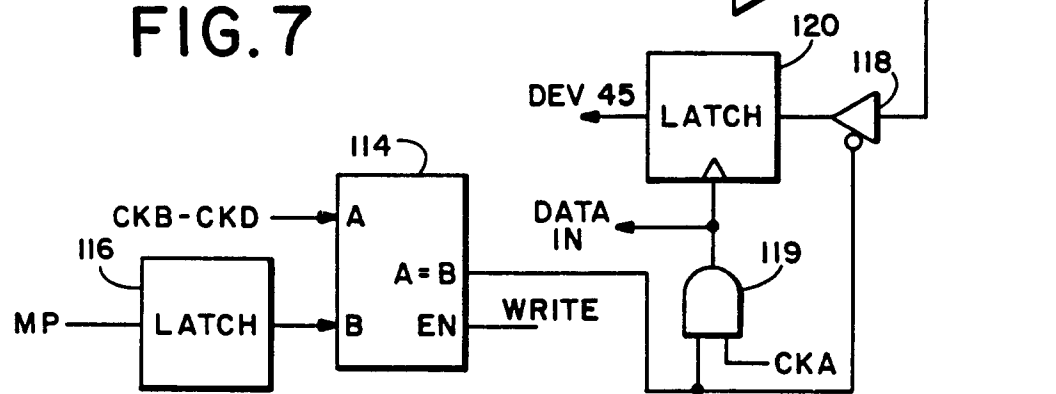 FIG. 7
120
118
DEV 45
LATCH
114
CKB-CKD
A
DATA
IN
116
119
A=B
WRITE
MP
LATCH
B
EN
CKA